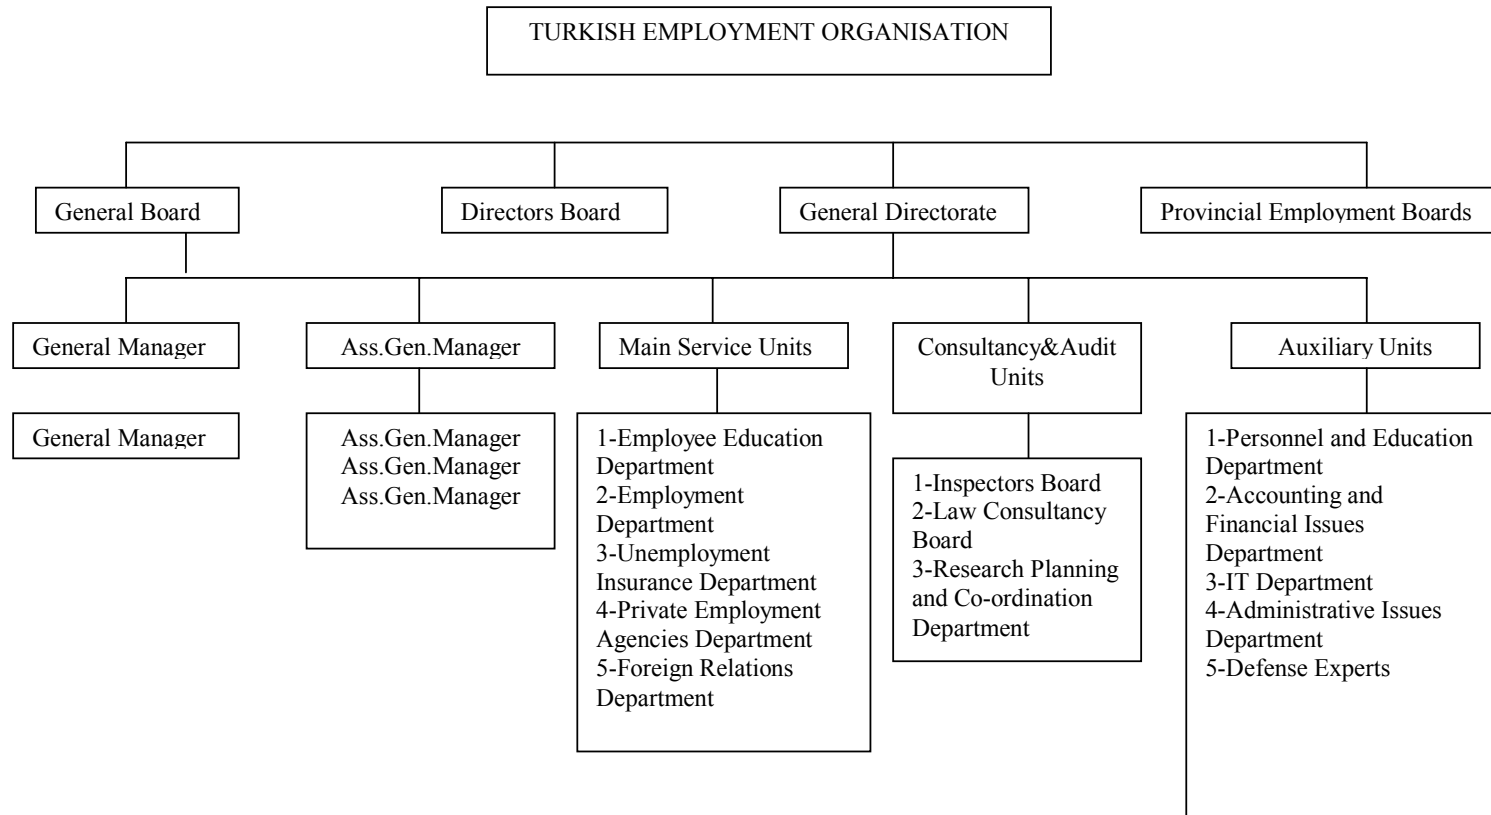 TURKISH EMPLOYMENT ORGANISATION
General Board
Directors Board
General Directorate
Provincial Employment Boards
General Manager
Ass.Gen.Manager
Main Service Units
Consultancy&Audit
Units
Auxiliary Units
General Manager
Ass.Gen.Manager
Ass.Gen.Manager
Ass.Gen.Manager
1-Employee Education
Department
2-Employment
Department
3-Unemployment
Insurance Department
4-Private Employment
Agencies Department
5-Foreign Relations
Department
1-Inspectors Board
2-Law Consultancy
Board
3-Research Planning
and Co-ordination
Department
1-Personnel and Education
Department
2-Accounting and
Financial Issues
Department
3-IT Department
4-Administrative Issues
Department
5-Defense Experts